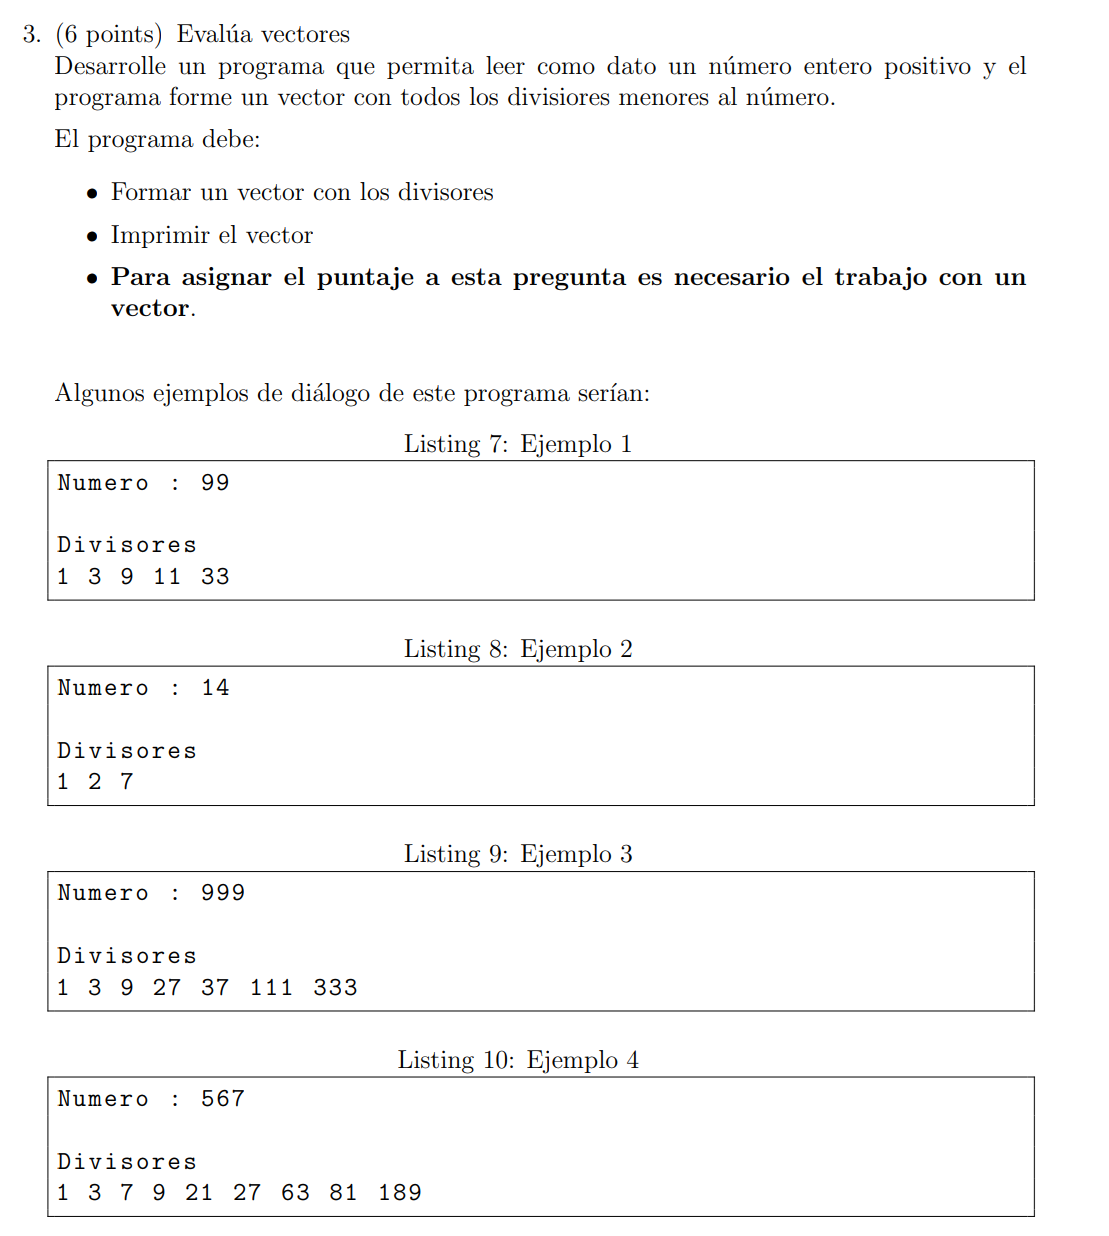 3. (6 points) Evalúa vectores
Desarrolle un programa que permita leer como dato un número entero positivo y el
programa forme un vector con todos los divisiores menores al número.
El programa debe:
• Formar un vector con los divisores
• Imprimir el vector
• Para asignar el puntaje a esta pregunta es necesario el trabajo con un
vector.
Algunos ejemplos de diálogo de este programa serían:
Listing 7: Ejemplo 1
Numero : 99
Divisores
1 3 9 11 33
Listing 8: Ejemplo 2
Numero : 14
Divisores
1 2 7
Listing 9: Ejemplo 3
Numero : 999
Divisores
1 3 9 27 37 111 333
Listing 10: Ejemplo 4
Numero : 567
Divisores
1 3 7 9 21 27 63 81 189